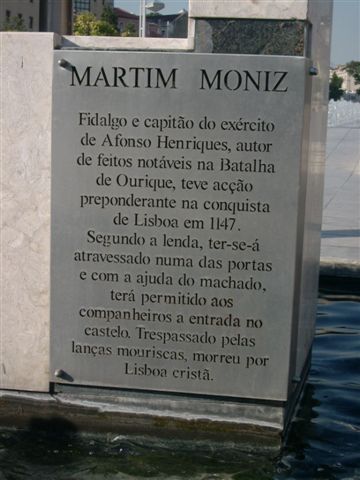 MARTIM MONIZ
Fidalgo e capitão do exército
de Afonso Henriques, autor
de feitos notáveis na Batalha
de Ourique, teve acção
preponderante na conquista
de Lisboa em 1147.
Segundo a lenda, ter-se-á
atravessado numa das portas
e com a ajuda do machado,
terá permitido aos
companheiros a entrada no
castelo. Trespassado pelas
lanças mouriscas, morreu por
Lisboa cristã.